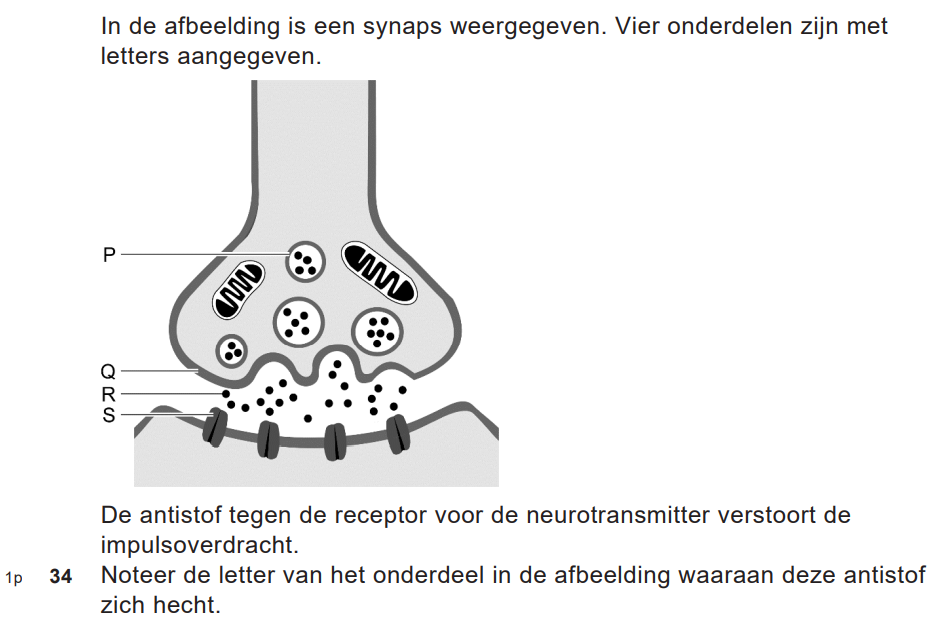 In de afbeelding is een synaps weergegeven. Vier onderdelen zijn met
letters aangegeven.
P
Q
R
S
De antistof tegen de receptor voor de neurotransmitter verstoort de
impulsoverdracht.
1p 34 Noteer de letter van het onderdeel in de afbeelding waaraan deze antistof
zich hecht.